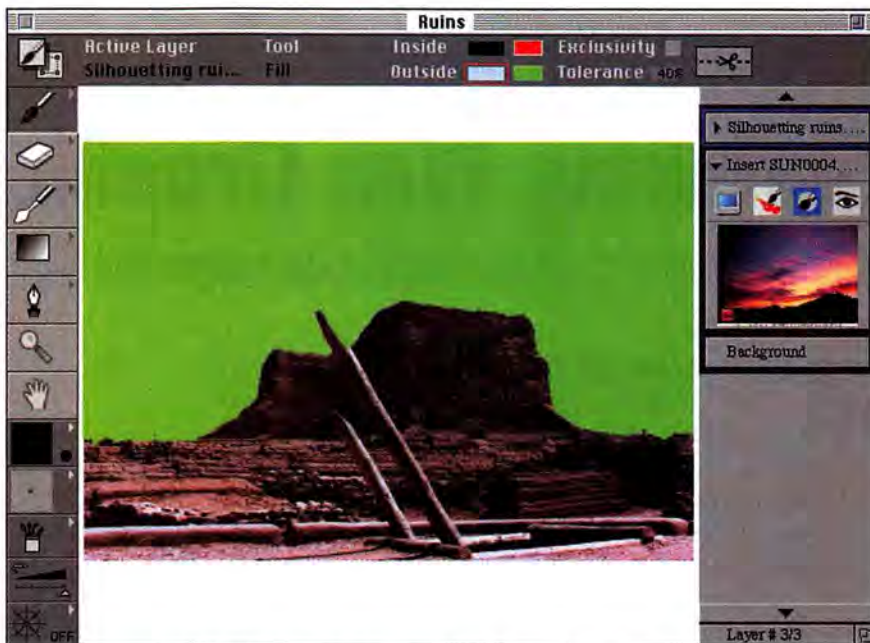 Ruins
Active Layer Tool Inside Exclusivity
Silhouetting rui... Fill Outside Tolerance 40%
Silhouetting ruins....
Insert SUN0004....
Background
OFF
Layer # 3/3